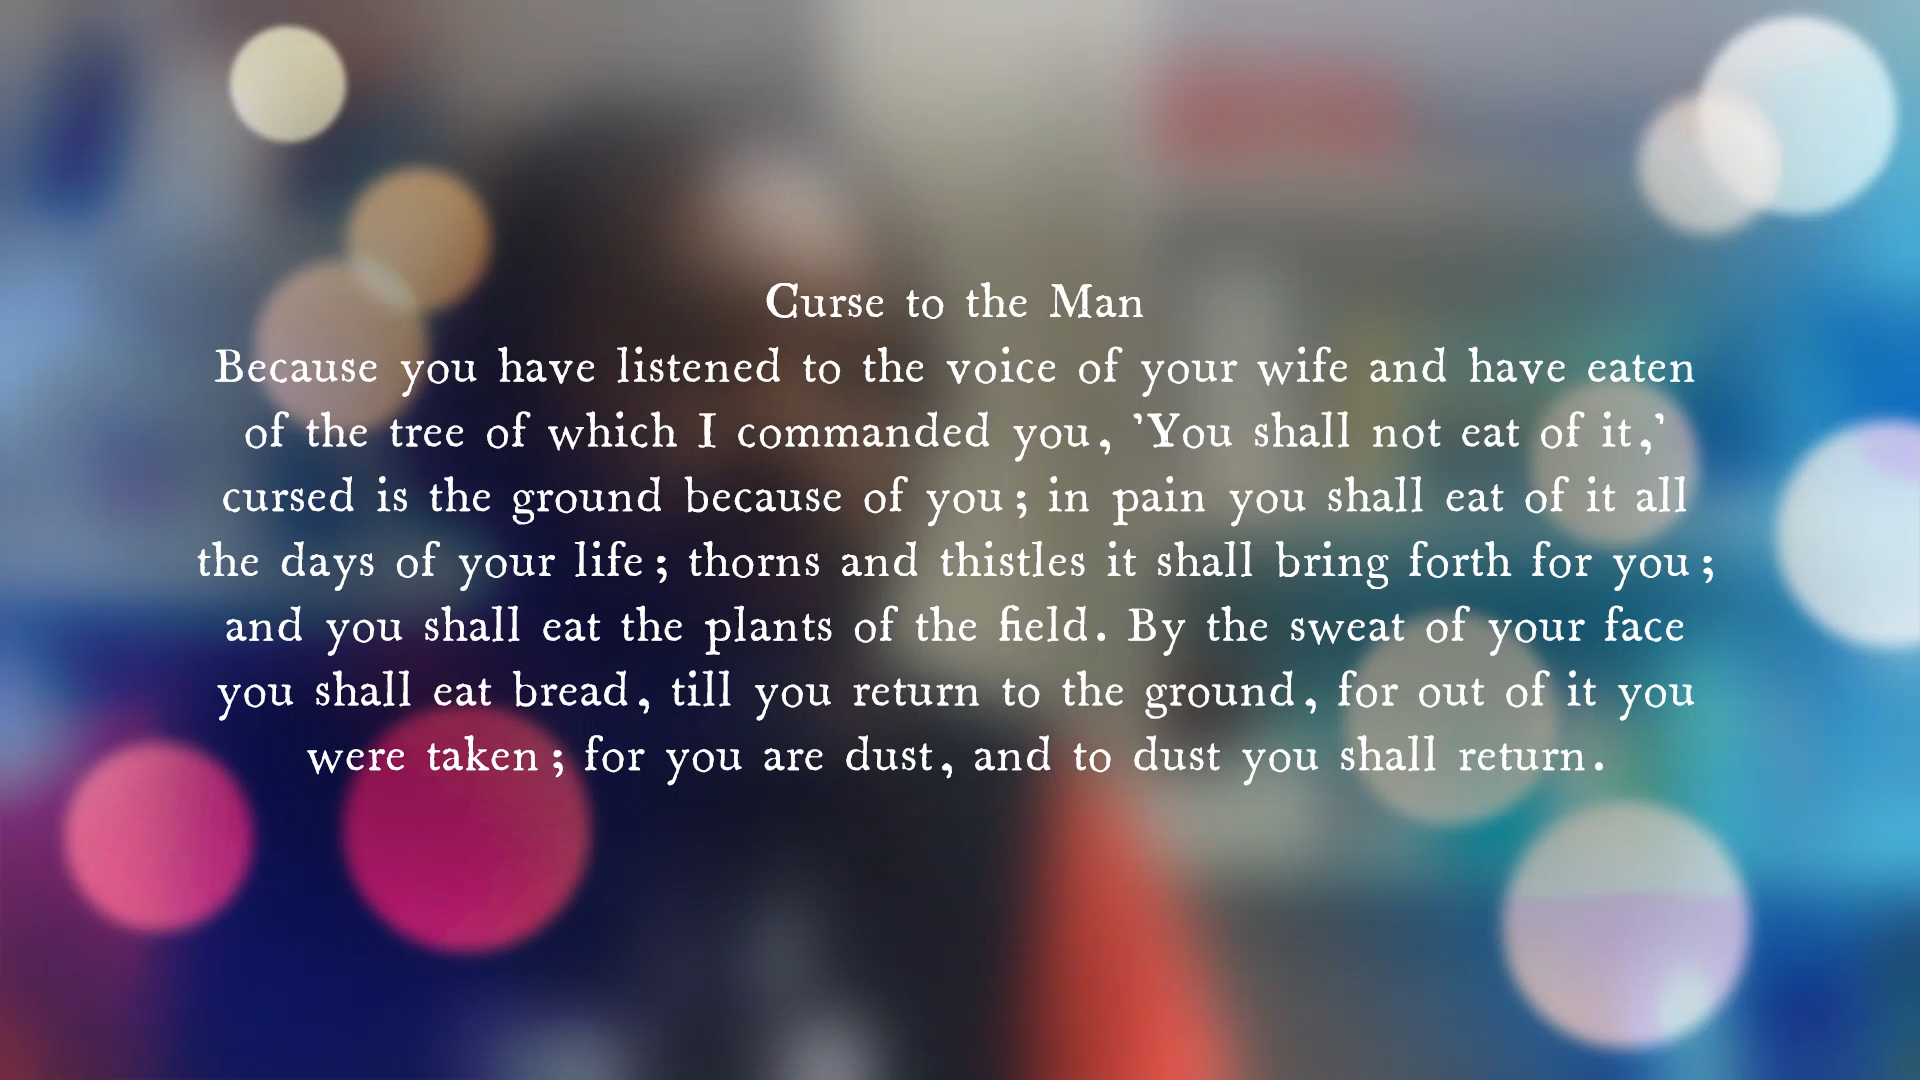 Curse to the Man
Because you have listened to the voice of your wife and have eaten
of the tree of which I commanded you, 'You shall not eat of it,'
cursed is the ground because of you; in pain you shall eat of it all
the days of your life; thorns and thistles it shall bring forth for you;
and you shall eat the plants of the field. By the sweat of your face
you shall eat bread, till you return to the ground, for out of it you
were taken; for you are dust, and to dust you shall return.